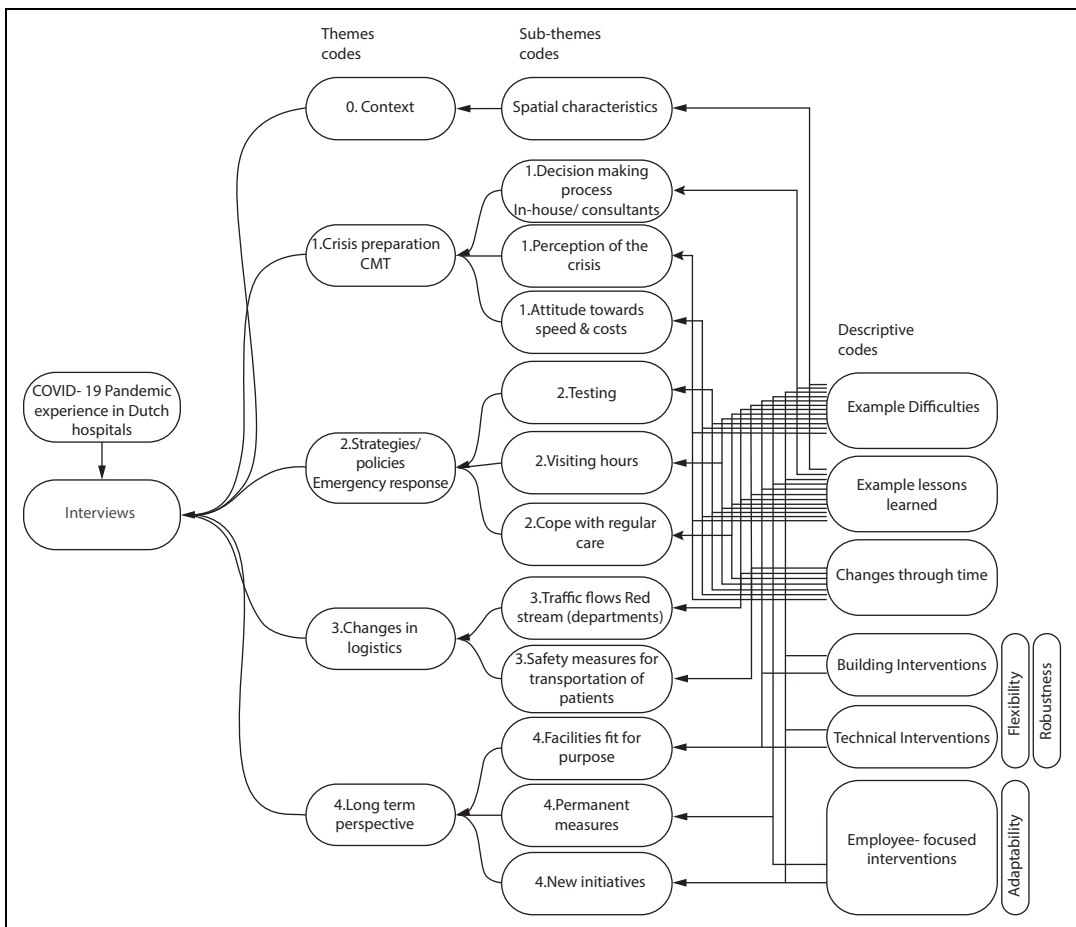 Themes
codes
Sub-themes
codes
0. Context
Spatial characteristics
1.Decision making
process
In-house/ consultants
1.Crisis preparation
CMT
1.Perception of the
crisis
1.Attitude towards
speed & costs
Descriptive
codes
COVID- 19 Pandemic
experience in Dutch
hospitals
Interviews
2.Testing
2.Strategies/
policies
Emergency response
2.Visiting hours
2.Cope with regular
care
Example Difficulties
Example lessons
learned
Changes through time
3.Changes in
logistics
3.Traffic flows Red
stream (departments)
3.Safety measures for
transportation of
patients
Building Interventions
Technical Interventions
Flexibility
Robustness
4.Long term
perspective
4.Facilities fit for
purpose
4.Permanent
measures
4.New initiatives
Employee- focused
interventions
Adaptability